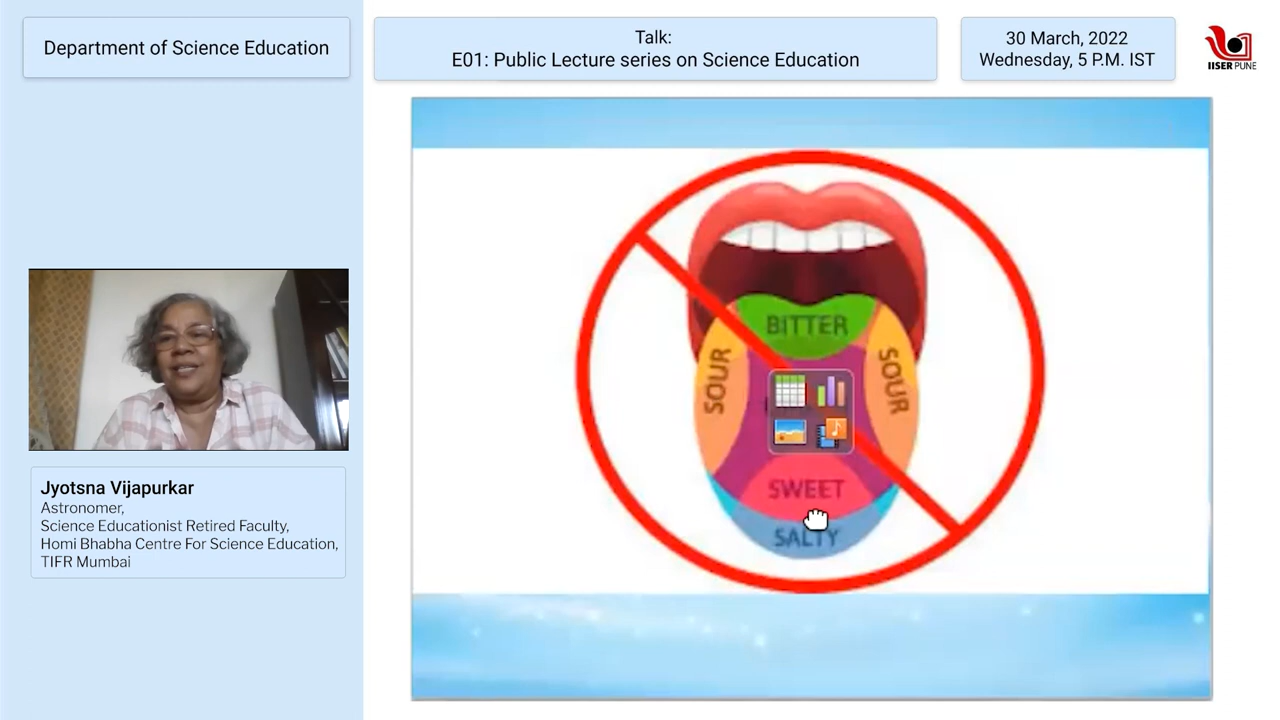 Department of Science Education
Talk:
E01: Public Lecture series on Science Education
30 March, 2022
Wednesday, 5 P.M. IST
IISER PUNE
BITTER
SOUR
SOUR
SWEET
SALTY
Jyotsna Vijapurkar
Astronomer,
Science Educationist Retired Faculty,
Homi Bhabha Centre For Science Education,
TIFR Mumbai